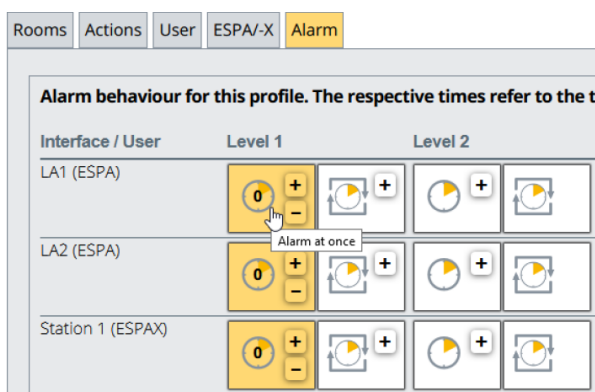 Rooms Actions User ESPA/-X Alarm
Alarm behaviour for this profile. The respective times refer to the t
Interface / User Level 1 Level 2
LA1 (ESPA)
0 + − + +
Alarm at once
LA2 (ESPA)
0 + − + +
Station 1 (ESPAX)
0 + − + +